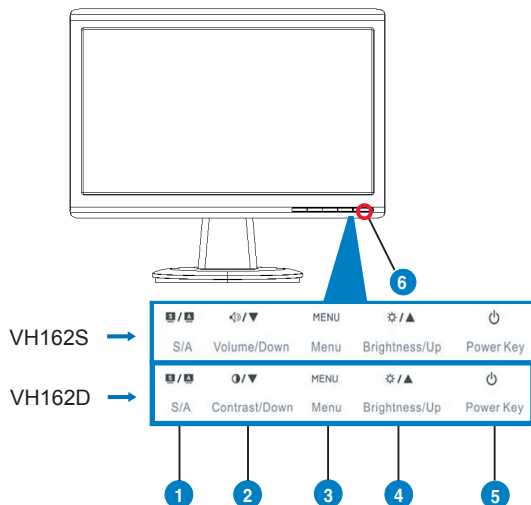 6
S/A /▼ MENU /▲
VH162S
S/A Volume/Down Menu Brightness/Up Power Key
S/A /▼ MENU /▲
VH162D
S/A Contrast/Down Menu Brightness/Up Power Key
1 2 3 4 5